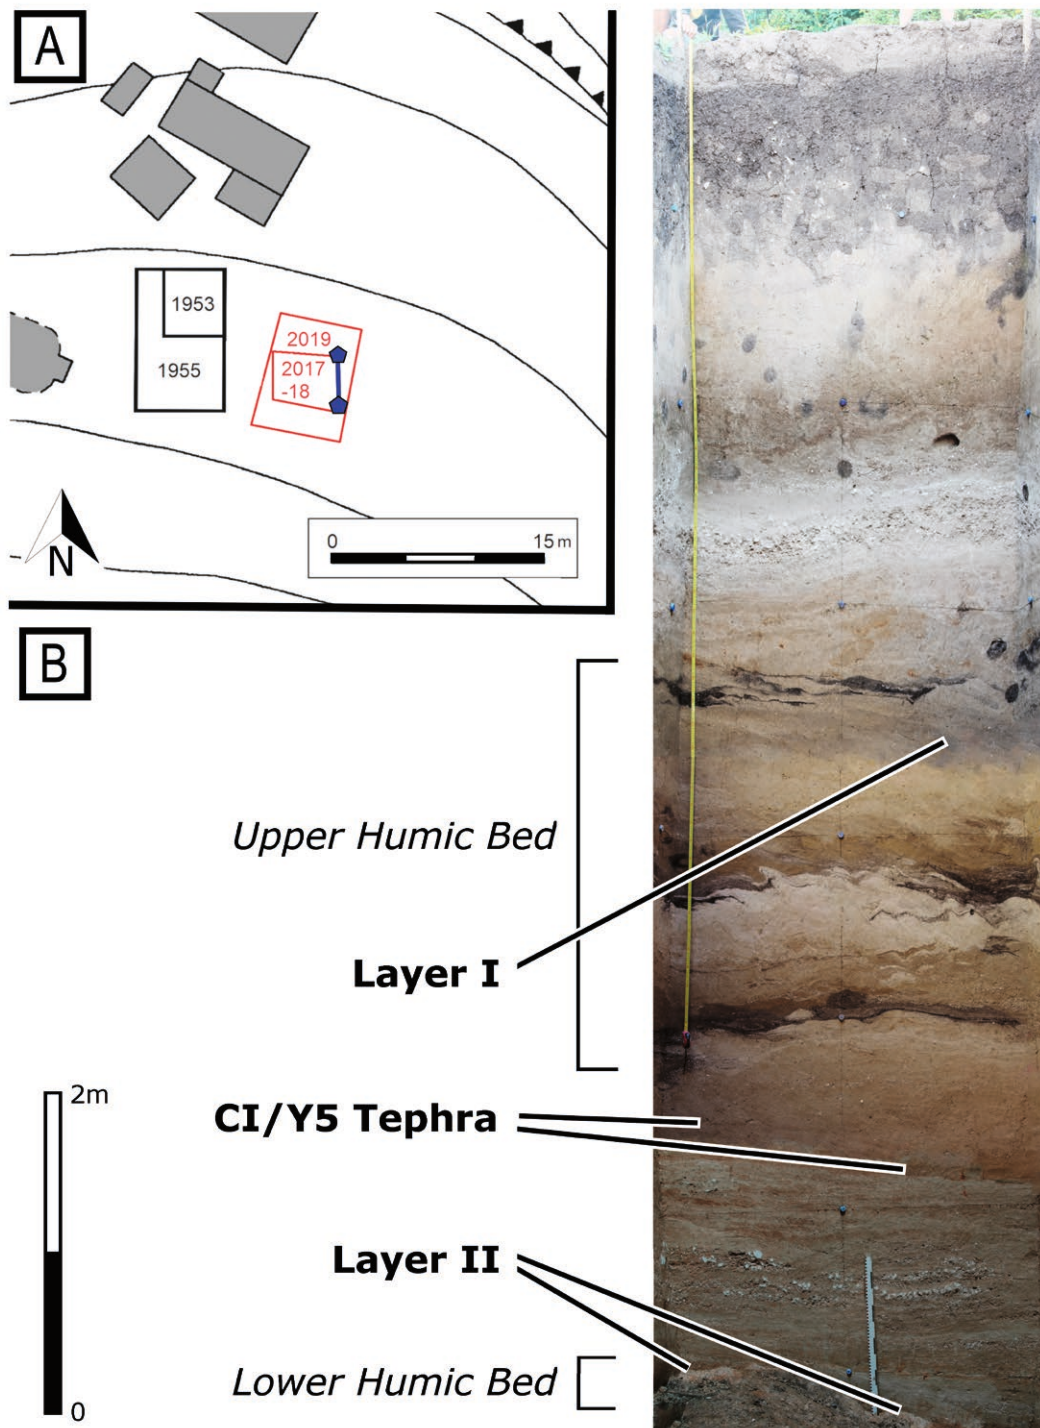 A
1953
1955
2019
2017
-18
N
0 15 m
B
Upper Humic Bed
Layer I
2m
CI/Y5 Tephra
Layer II
Lower Humic Bed
0